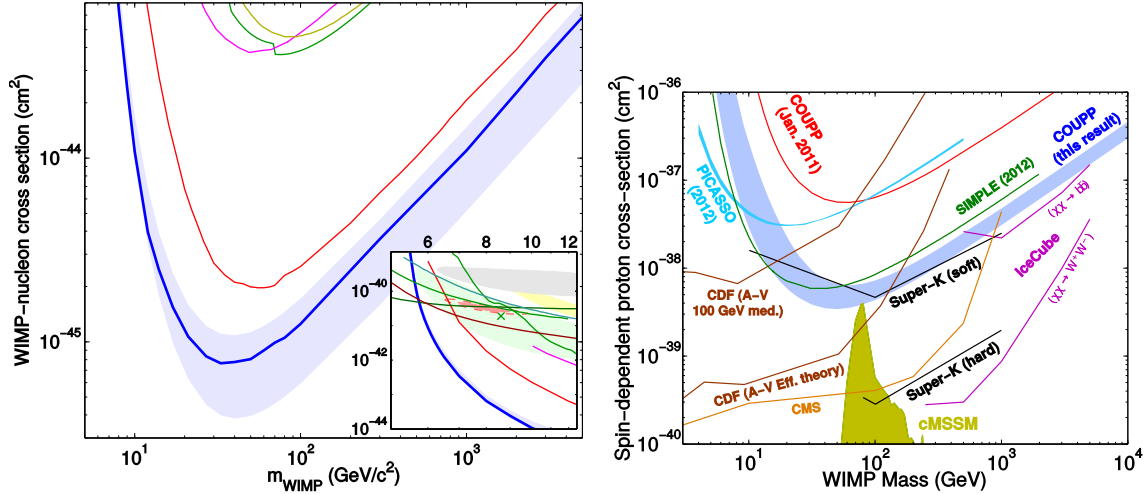 WIMP−nucleon cross section (cm²)
10⁻⁴⁴
10⁻⁴⁵
10¹
10²
10³
m_WIMP (GeV/c²)
6
8
10
12
10⁻⁴⁰
10⁻⁴²
10⁻⁴⁴
Spin−dependent proton cross−section (cm²)
10⁻³⁶
10⁻³⁷
10⁻³⁸
10⁻³⁹
10⁻⁴⁰
10¹
10²
10³
10⁴
WIMP Mass (GeV)
COUPP
(Jan. 2011)
COUPP
(this result)
PICASSO
(2012)
SIMPLE (2012)
(χχ → bb̄)
IceCube
(χχ → W⁺W⁻)
Super−K (soft)
CDF (A−V
100 GeV med.)
CDF (A−V Eff. theory)
CMS
Super−K (hard)
cMSSM